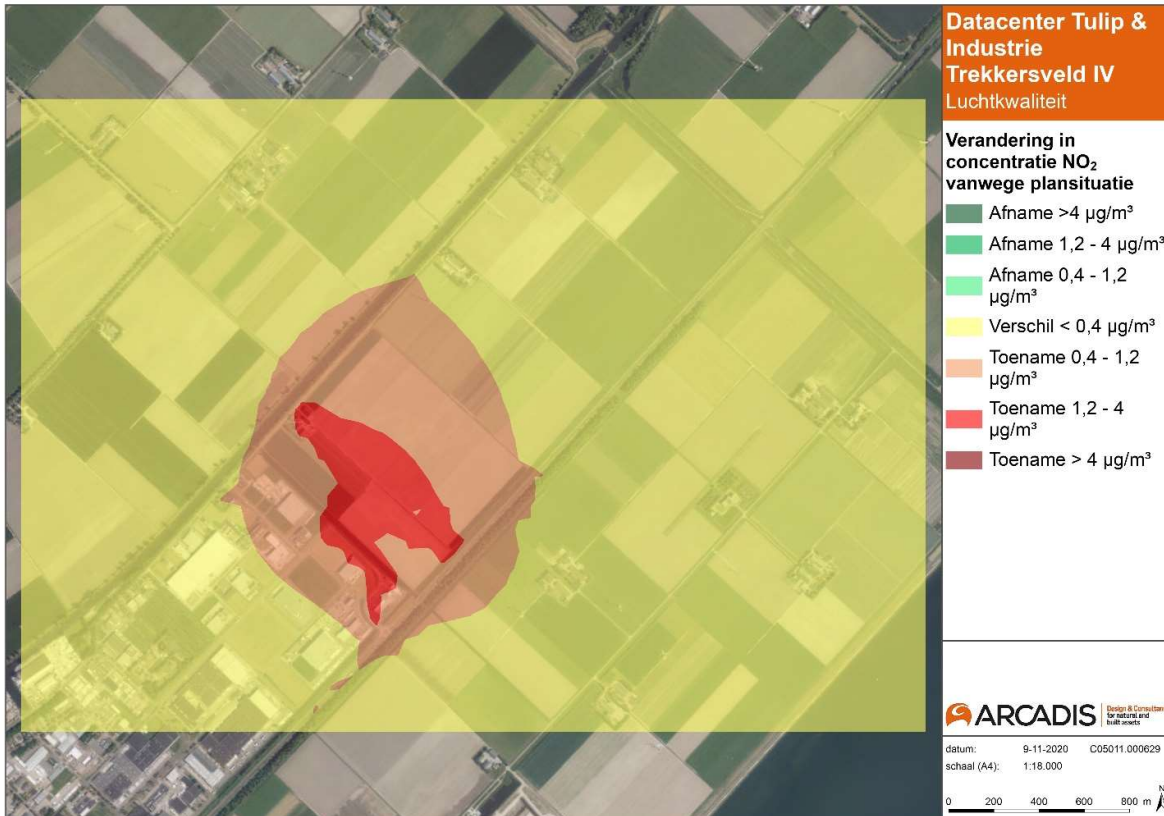 Datacenter Tulip &
Industrie
Trekkersveld IV
Luchtkwaliteit
Verandering in
concentratie NO₂
vanwege plansituatie
Afname >4 µg/m³
Afname 1,2 - 4 µg/m³
Afname 0,4 - 1,2
µg/m³
Verschil < 0,4 µg/m³
Toename 0,4 - 1,2
µg/m³
Toename 1,2 - 4
µg/m³
Toename > 4 µg/m³
ARCADIS
Design & Consultan
for natural and
built assets
datum: 9-11-2020 C05011.000629
schaal (A4): 1:18.000
N
0 200 400 600 800 m